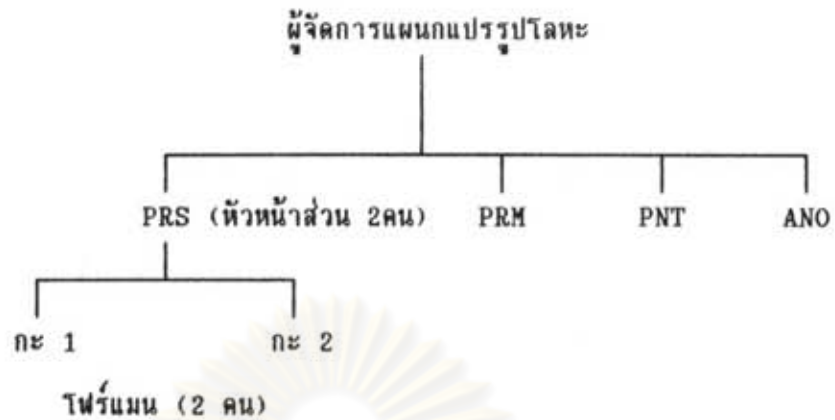 ผู้จัดการแผนกแปรรูปโลหะ
PRS (หัวหน้าส่วน 2คน) PRM PNT ANO
กะ 1 กะ 2
โฟร์แมน (2 คน)